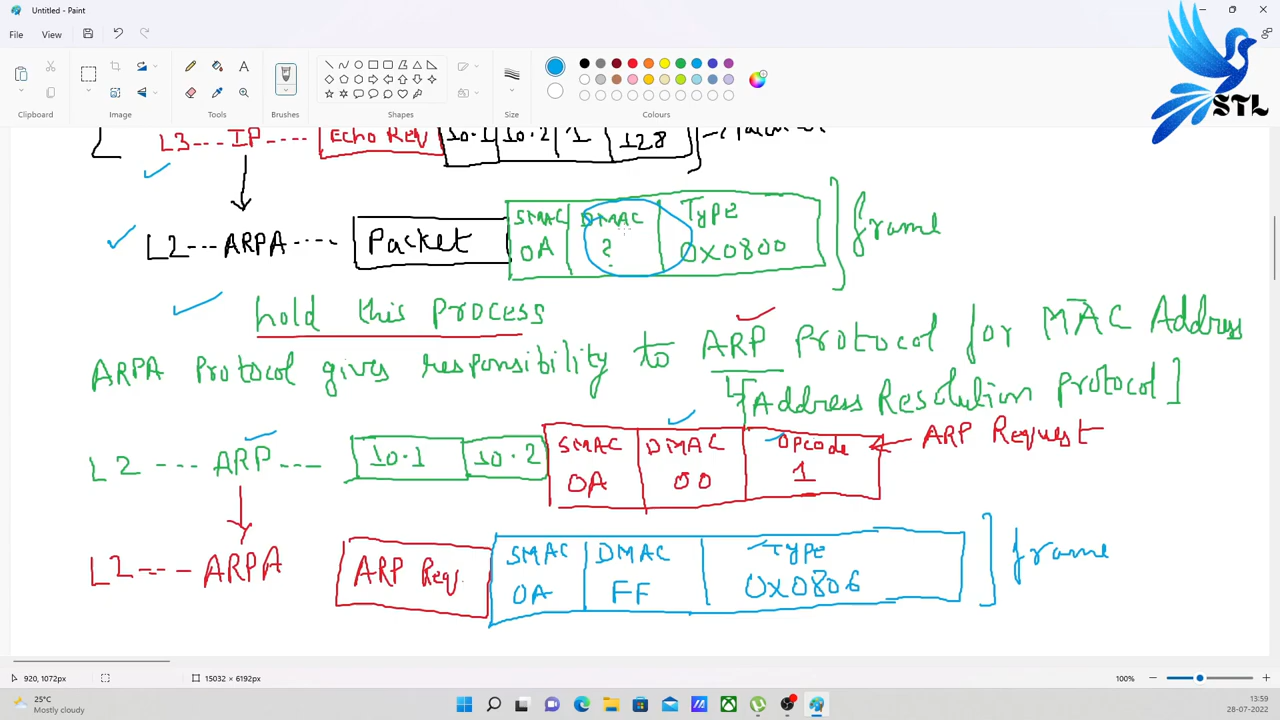 Untitled - Paint
File View
Clipboard Image Tools Brushes Shapes Size Colours
STL
L3---IP---- Echo Req 10.1 10.2 1 128
L2---ARPA---- Packet SMAC DMAC Type
0A ? 0x0800
frame
hold this process
ARPA Protocol gives responsibility to ARP Protocol for MAC Address
[Address Resolution Protocol]
L2 --- ARP--- 10.1 10.2 SMAC DMAC Opcode
0A 00 1
ARP Request
L2--- ARPA ARP Req. SMAC DMAC Type
0A FF 0x0806
frame
920, 1072px 15032 × 6192px 100%
25°C
Mostly cloudy
13:59
28-07-2022